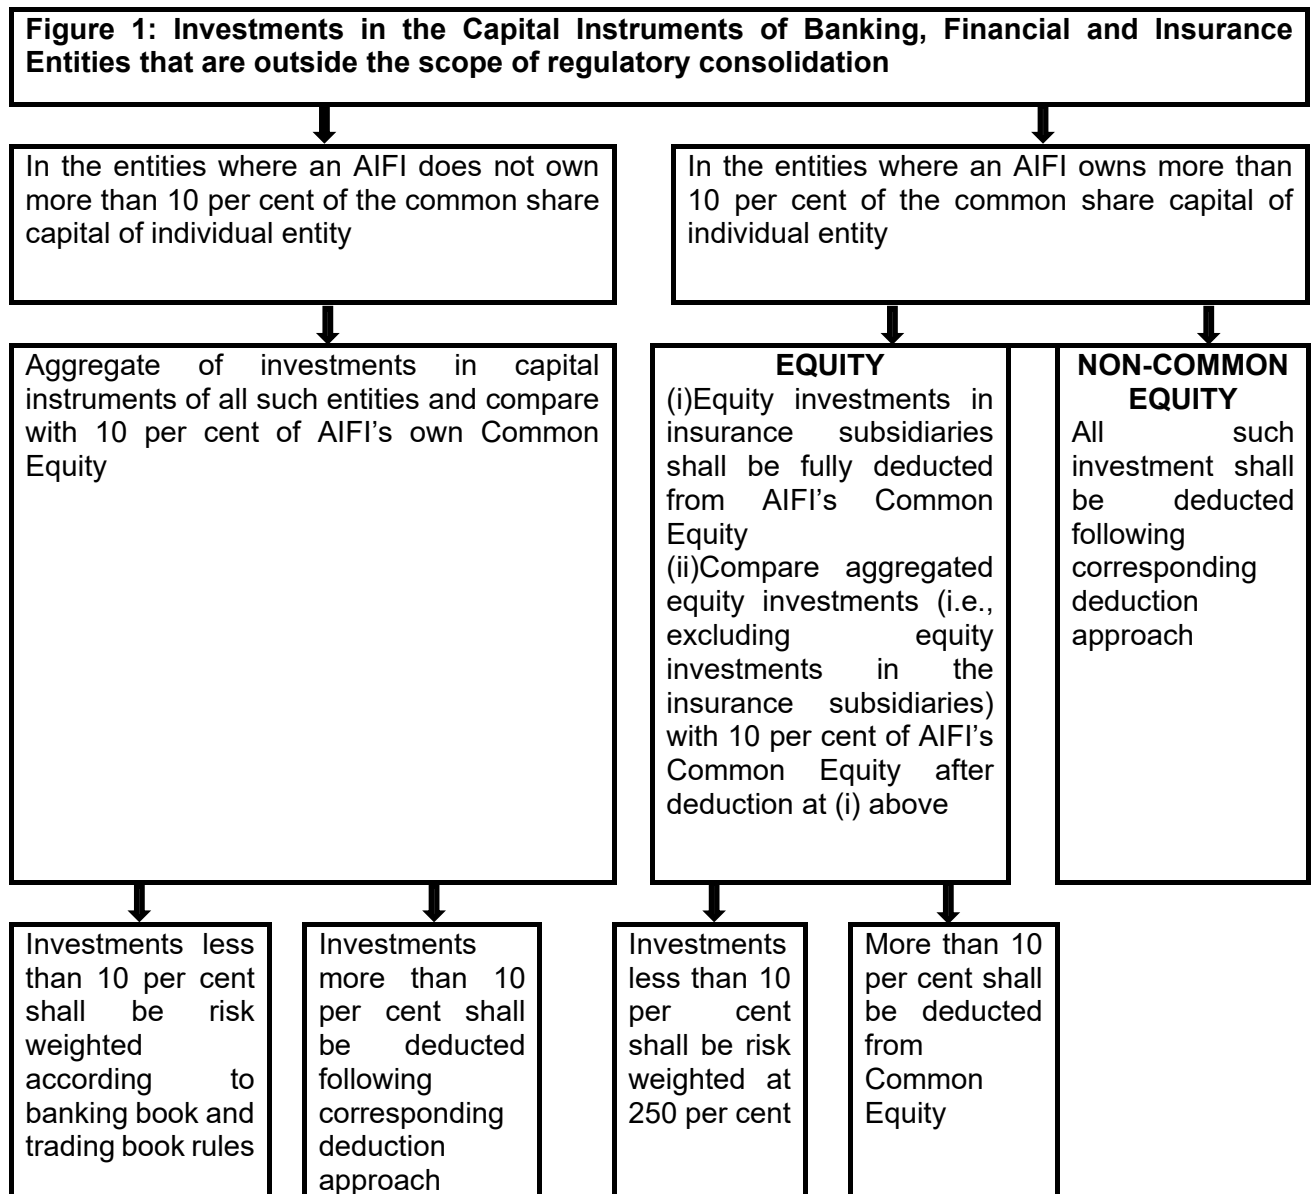 Figure 1: Investments in the Capital Instruments of Banking, Financial and Insurance
Entities that are outside the scope of regulatory consolidation
In the entities where an AIFI does not own
more than 10 per cent of the common share
capital of individual entity
In the entities where an AIFI owns more than
10 per cent of the common share capital of
individual entity
Aggregate of investments in capital
instruments of all such entities and compare
with 10 per cent of AIFI’s own Common
Equity
EQUITY
(i)Equity investments in
insurance subsidiaries
shall be fully deducted
from AIFI’s Common
Equity
(ii)Compare aggregated
equity investments (i.e.,
excluding equity
investments in the
insurance subsidiaries)
with 10 per cent of AIFI’s
Common Equity after
deduction at (i) above
NON-COMMON
EQUITY
All such
investment shall
be deducted
following
corresponding
deduction
approach
Investments less
than 10 per cent
shall be risk
weighted
according to
banking book and
trading book rules
Investments
more than 10
per cent shall
be deducted
following
corresponding
deduction
approach
Investments
less than 10
per cent
shall be risk
weighted at
250 per cent
More than 10
per cent shall
be deducted
from
Common
Equity